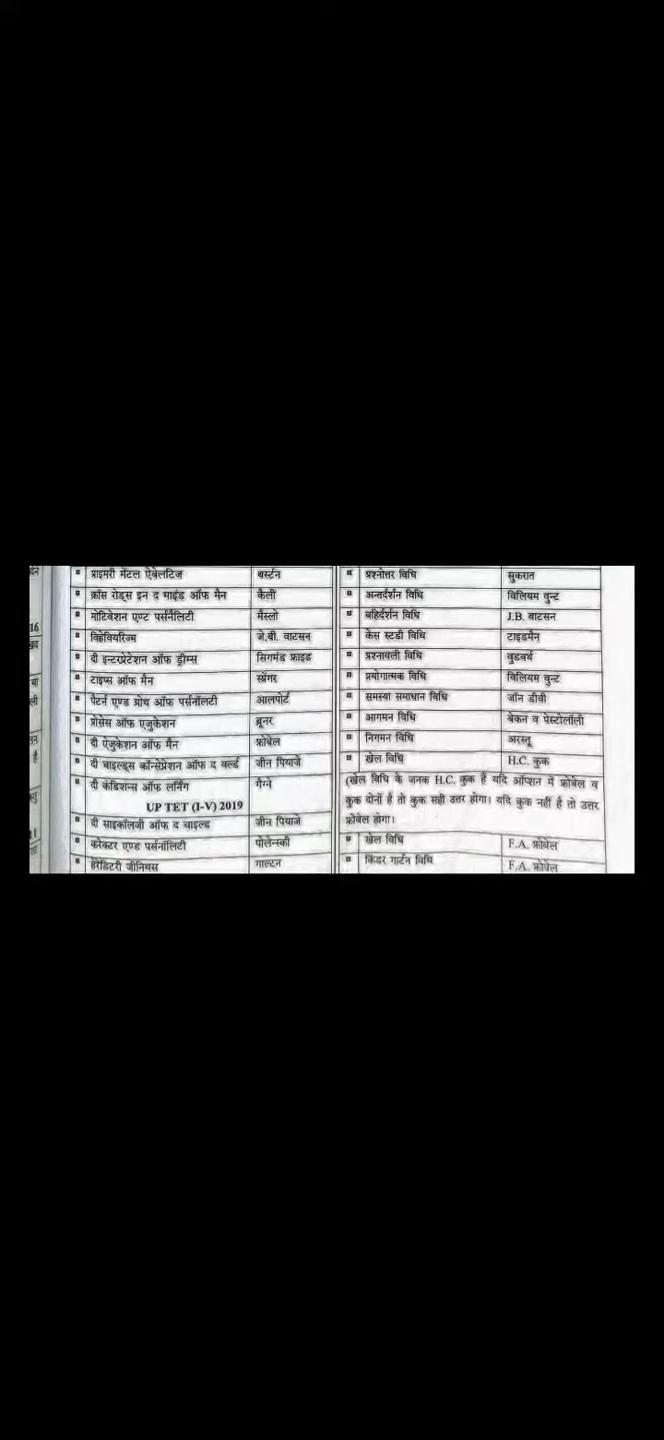 प्राइमरी मेंटल ऐबेलटिज थर्स्टन
क्रॉस रोड्स इन द माइंड ऑफ मैन कैली
मोटिवेशन एण्ट पर्सनैलिटी मैस्लो
विहेवियरिज्म जे.बी. वाटसन
दी इन्टरप्रेटेशन ऑफ ड्रीम्स सिगमंड फ्राइड
टाइप्स ऑफ मैन स्प्रेंगर
पैटर्न एण्ड ग्रोथ ऑफ पर्सनॉलटी आलपोर्ट
प्रोसेस ऑफ एजुकेशन ब्रूनर
दी ऐजुकेशन ऑफ मैन फ्रोबेल
दी चाइल्ड्स कॉन्सेप्रेशन ऑफ द वर्ल्ड जीन पियाजे
दी कंडिशन्स ऑफ लर्निंग गैग्ने
UP TET (I-V) 2019
दी साइकॉलजी ऑफ द चाइल्ड जीन पियाजे
करेक्टर एण्ड पर्सनॉलिटी पोलेन्स्की
हेरेडिटरी जीनियस गाल्टन
प्रश्नोत्तर विधि सुकरात
अन्तर्दर्शन विधि विलियम वुन्ट
बहिर्दर्शन विधि J.B. वाटसन
केस स्टडी विधि टाइडमैन
प्रश्नावली विधि वुडवर्थ
प्रयोगात्मक विधि विलियम वुन्ट
समस्या समाधान विधि जॉन डीवी
आगमन विधि बेकन व पेस्टोलॉली
निगमन विधि अरस्तू
खेल विधि H.C. कुक
(खेल विधि के जनक H.C. कुक हैं यदि ऑप्शन में फ्रोबेल व
कुक दोनों है तो कुक सही उत्तर होगा। यदि कुक नहीं है तो उत्तर
फ्रोबेल होगा।
खेल विधि F.A. फ्रोबेल
किंडर गार्टन विधि F.A. फ्रोबेल